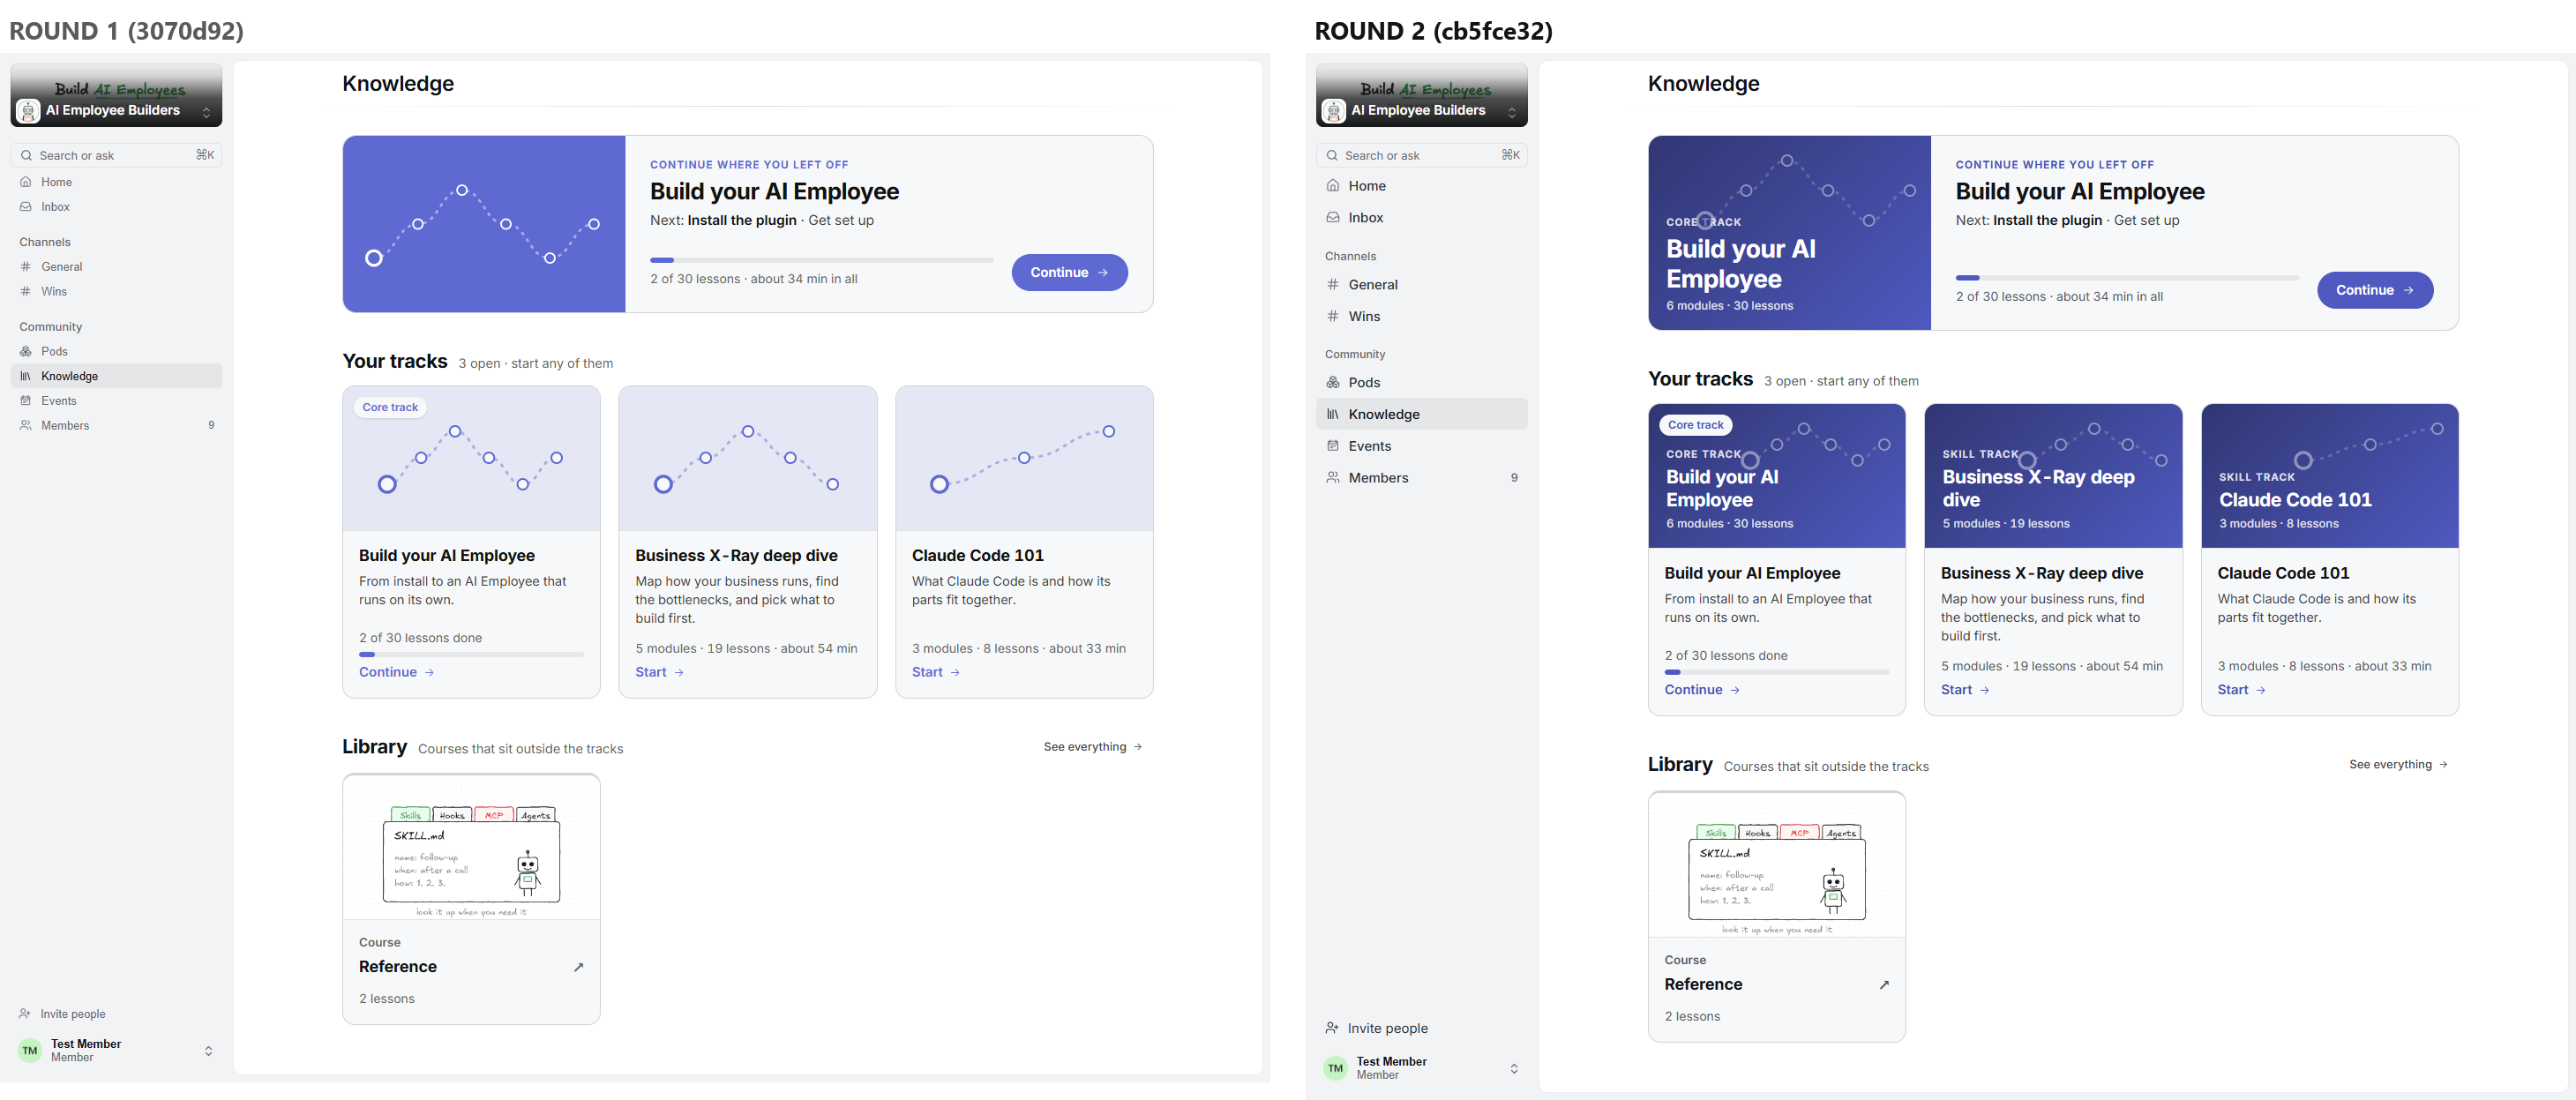 ROUND 1 (3070d92)
Build AI Employees
AI Employee Builders
Search or ask ⌘K
Home
Inbox
Channels
General
Wins
Community
Pods
Knowledge
Events
Members 9
Invite people
TM
Test Member
Member
Knowledge
CONTINUE WHERE YOU LEFT OFF
Build your AI Employee
Next: Install the plugin · Get set up
2 of 30 lessons · about 34 min in all
Continue →
Your tracks 3 open · start any of them
Core track
Build your AI Employee
From install to an AI Employee that
runs on its own.
2 of 30 lessons done
Continue →
Business X-Ray deep dive
Map how your business runs, find
the bottlenecks, and pick what to
build first.
5 modules · 19 lessons · about 54 min
Start →
Claude Code 101
What Claude Code is and how its
parts fit together.
3 modules · 8 lessons · about 33 min
Start →
Library Courses that sit outside the tracks
See everything →
Skills Hooks MCP Agents
SKILL.md
name: follow-up
when: after a call
how: 1. 2. 3.
look it up when you need it
Course
Reference ↗
2 lessons
ROUND 2 (cb5fce32)
Build AI Employees
AI Employee Builders
Search or ask ⌘K
Home
Inbox
Channels
General
Wins
Community
Pods
Knowledge
Events
Members 9
Invite people
TM
Test Member
Member
Knowledge
CORE TRACK
Build your AI
Employee
6 modules · 30 lessons
CONTINUE WHERE YOU LEFT OFF
Build your AI Employee
Next: Install the plugin · Get set up
2 of 30 lessons · about 34 min in all
Continue →
Your tracks 3 open · start any of them
Core track
CORE TRACK
Build your AI
Employee
6 modules · 30 lessons
Build your AI Employee
From install to an AI Employee that
runs on its own.
2 of 30 lessons done
Continue →
SKILL TRACK
Business X-Ray deep
dive
5 modules · 19 lessons
Business X-Ray deep dive
Map how your business runs, find
the bottlenecks, and pick what to
build first.
5 modules · 19 lessons · about 54 min
Start →
SKILL TRACK
Claude Code 101
3 modules · 8 lessons
Claude Code 101
What Claude Code is and how its
parts fit together.
3 modules · 8 lessons · about 33 min
Start →
Library Courses that sit outside the tracks
See everything →
Skills Hooks MCP Agents
SKILL.md
name: follow-up
when: after a call
how: 1. 2. 3.
look it up when you need it
Course
Reference ↗
2 lessons